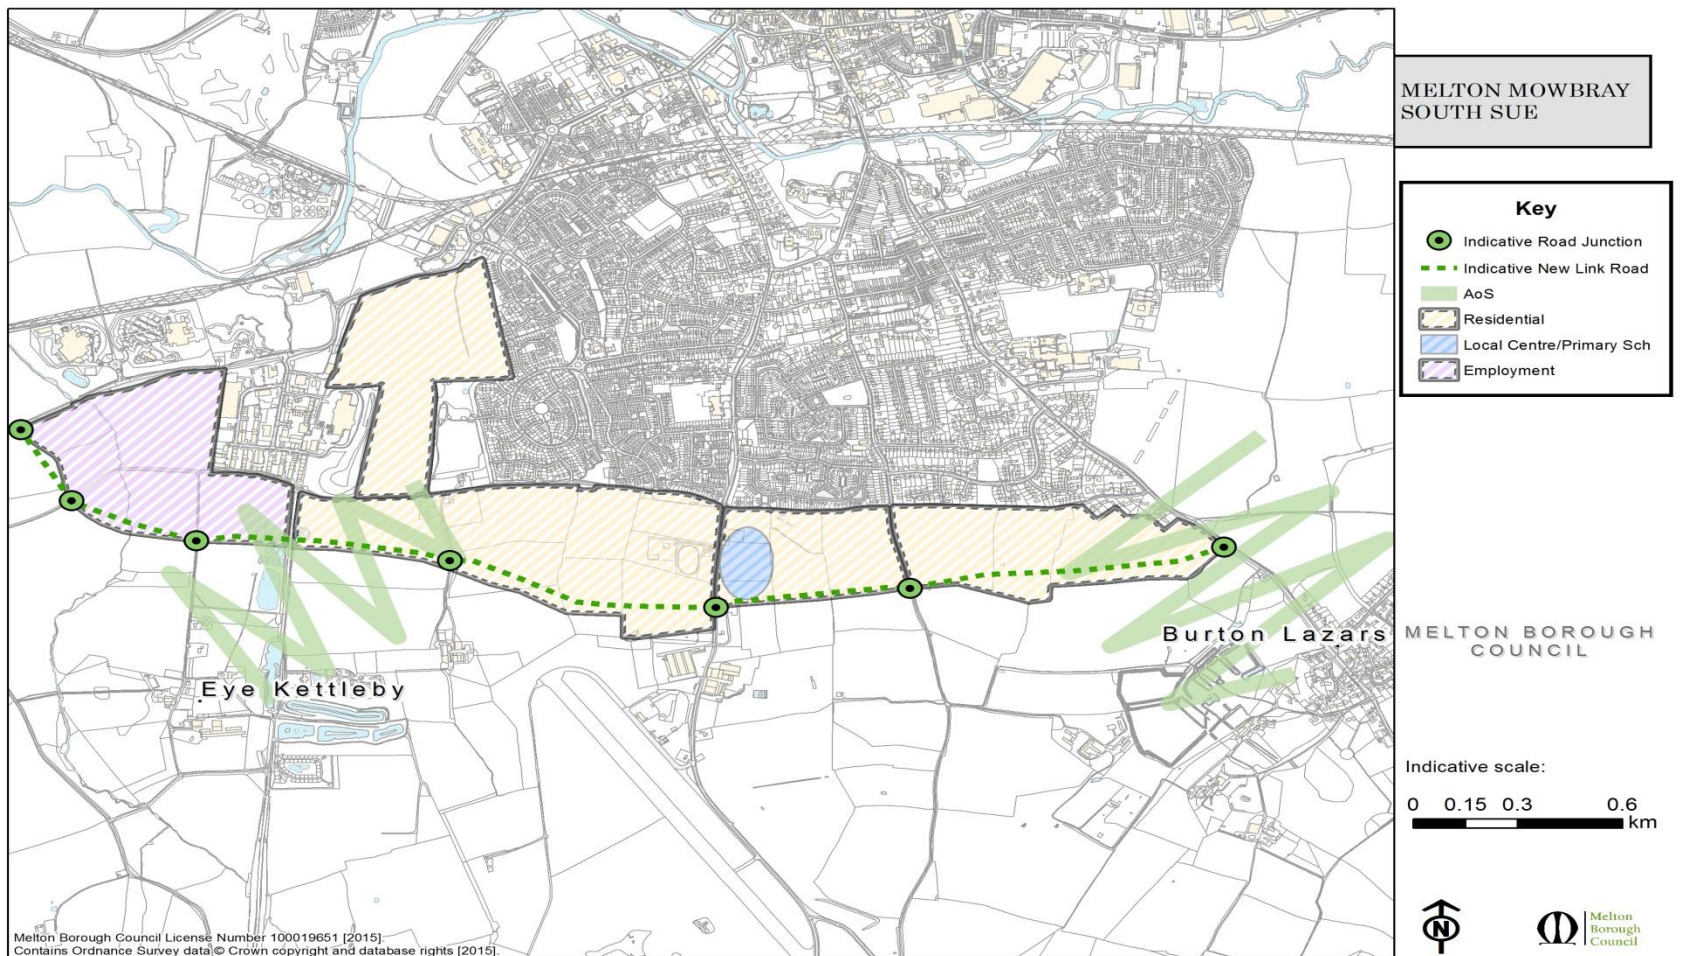 MELTON MOWBRAY
SOUTH SUE
Key
Indicative Road Junction
Indicative New Link Road
AoS
Residential
Local Centre/Primary Sch
Employment
Burton Lazars
Eye Kettleby
MELTON BOROUGH
COUNCIL
Indicative scale:
0 0.15 0.3 0.6
km
N
Melton
Borough
Council
Melton Borough Council License Number 100019651 [2015].
Contains Ordnance Survey data © Crown copyright and database rights [2015].